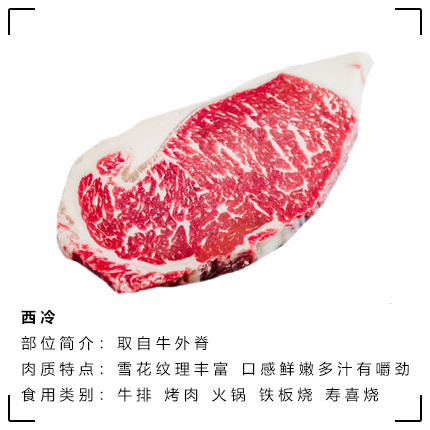 西冷
部位简介：取自牛外脊
肉质特点：雪花纹理丰富 口感鲜嫩多汁有嚼劲
食用类别：牛排 烤肉 火锅 铁板烧 寿喜烧